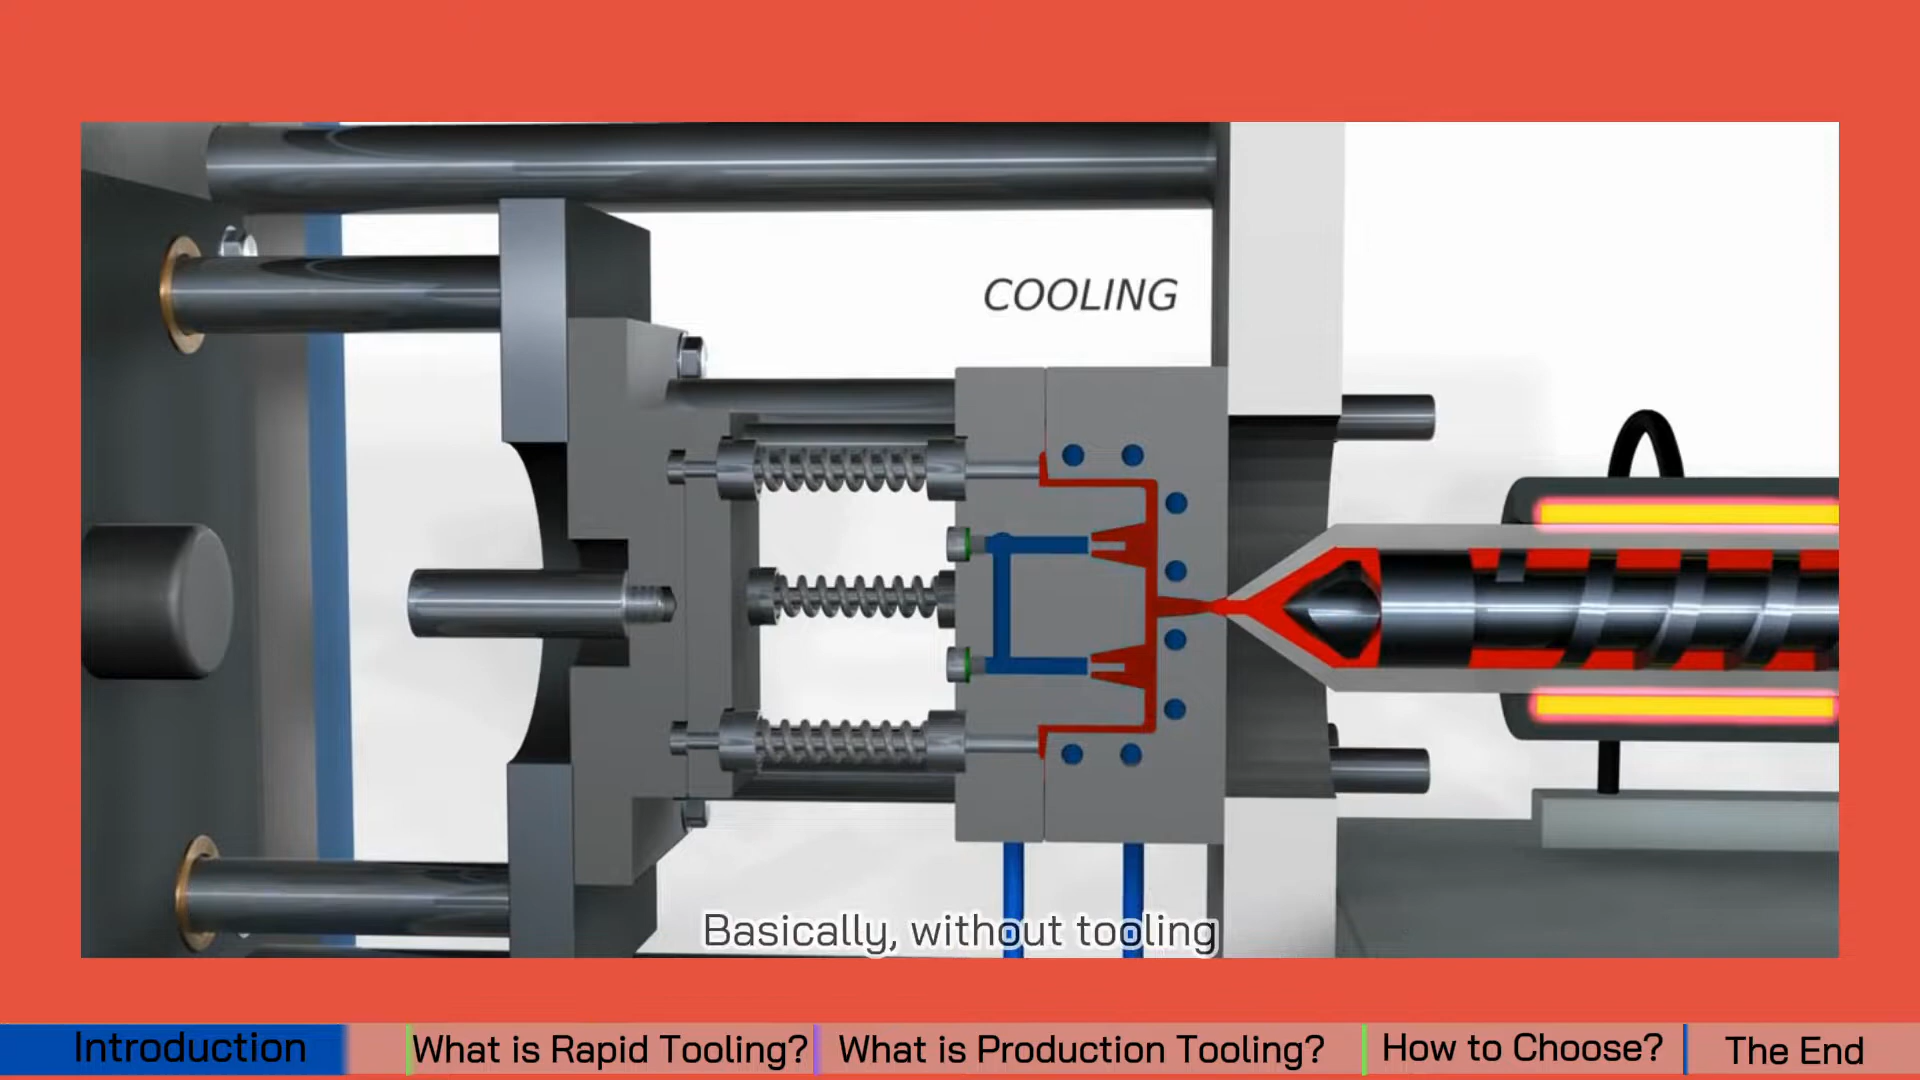 COOLING
Basically, without tooling
Introduction
What is Rapid Tooling?
What is Production Tooling?
How to Choose?
The End